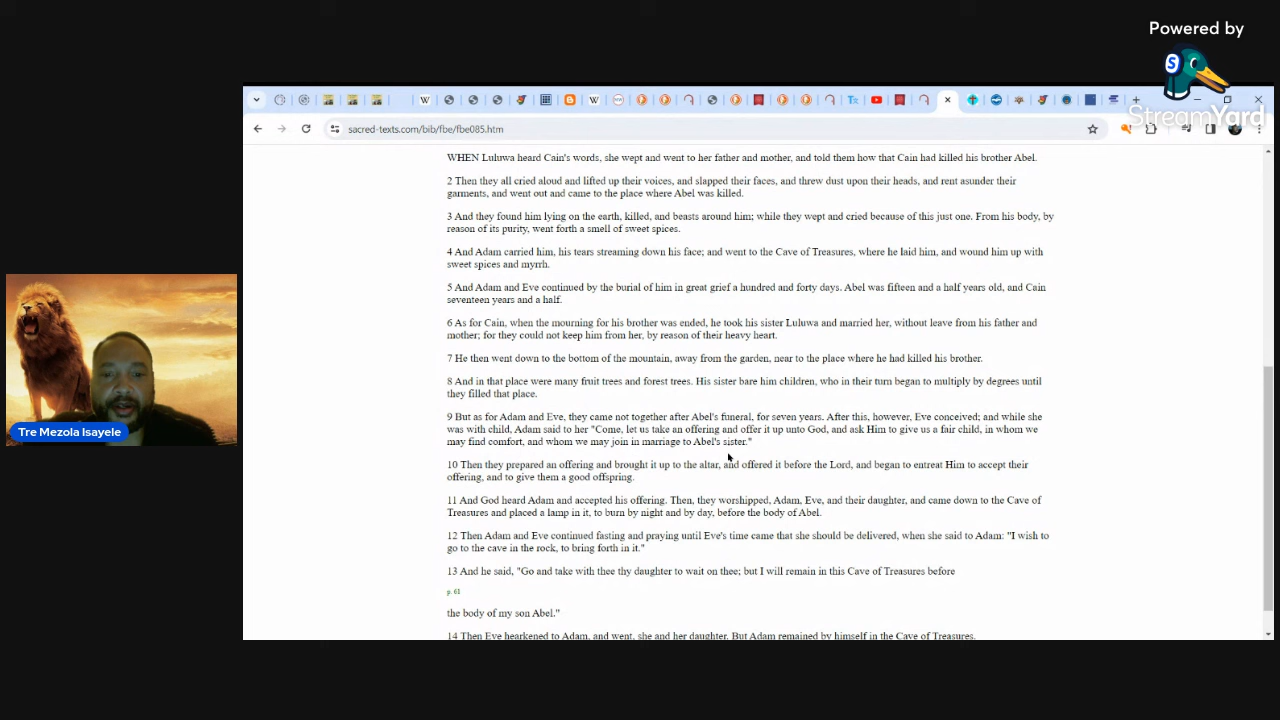 Powered by
S
StreamYard
sacred-texts.com/bib/fbe/fbe085.htm
WHEN Luluwa heard Cain's words, she wept and went to her father and mother, and told them how that Cain had killed his brother Abel.
2 Then they all cried aloud and lifted up their voices, and slapped their faces, and threw dust upon their heads, and rent asunder their
garments, and went out and came to the place where Abel was killed.
3 And they found him lying on the earth, killed, and beasts around him; while they wept and cried because of this just one. From his body, by
reason of its purity, went forth a smell of sweet spices.
4 And Adam carried him, his tears streaming down his face; and went to the Cave of Treasures, where he laid him, and wound him up with
sweet spices and myrrh.
5 And Adam and Eve continued by the burial of him in great grief a hundred and forty days. Abel was fifteen and a half years old, and Cain
seventeen years and a half.
6 As for Cain, when the mourning for his brother was ended, he took his sister Luluwa and married her, without leave from his father and
mother; for they could not keep him from her, by reason of their heavy heart.
7 He then went down to the bottom of the mountain, away from the garden, near to the place where he had killed his brother.
8 And in that place were many fruit trees and forest trees. His sister bare him children, who in their turn began to multiply by degrees until
they filled that place.
9 But as for Adam and Eve, they came not together after Abel's funeral, for seven years. After this, however, Eve conceived; and while she
was with child, Adam said to her "Come, let us take an offering and offer it up unto God, and ask Him to give us a fair child, in whom we
may find comfort, and whom we may join in marriage to Abel's sister."
10 Then they prepared an offering and brought it up to the altar, and offered it before the Lord, and began to entreat Him to accept their
offering, and to give them a good offspring.
11 And God heard Adam and accepted his offering. Then, they worshipped, Adam, Eve, and their daughter, and came down to the Cave of
Treasures and placed a lamp in it, to burn by night and by day, before the body of Abel.
12 Then Adam and Eve continued fasting and praying until Eve's time came that she should be delivered, when she said to Adam: "I wish to
go to the cave in the rock, to bring forth in it."
13 And he said, "Go and take with thee thy daughter to wait on thee; but I will remain in this Cave of Treasures before
p. 61
the body of my son Abel."
14 Then Eve hearkened to Adam, and went, she and her daughter. But Adam remained by himself in the Cave of Treasures.
Tre Mezola Isayele